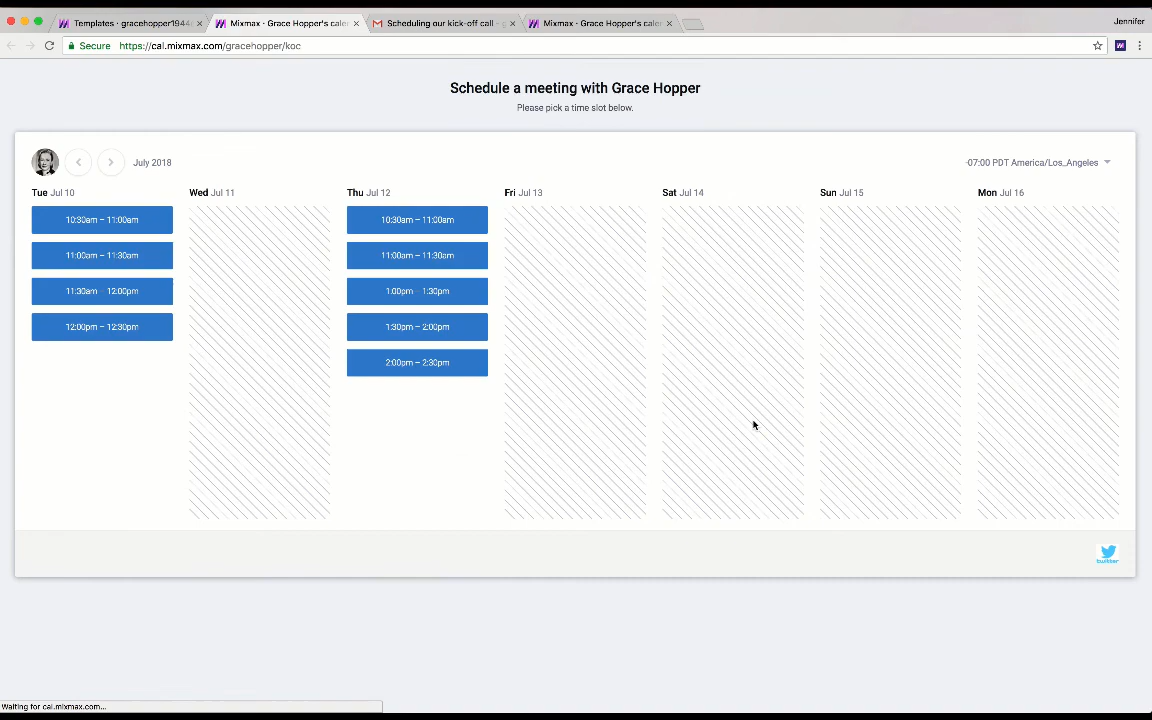 Jennifer
Templates · gracehopper1944
Mixmax · Grace Hopper's cale
Scheduling our kick-off call -
Mixmax · Grace Hopper's cale
Secure
https://cal.mixmax.com/gracehopper/koc
Schedule a meeting with Grace Hopper
Please pick a time slot below.
July 2018
-07:00 PDT America/Los_Angeles
Tue Jul 10
Wed Jul 11
Thu Jul 12
Fri Jul 13
Sat Jul 14
Sun Jul 15
Mon Jul 16
10:30am – 11:00am
10:30am – 11:00am
11:00am – 11:30am
11:00am – 11:30am
11:30am – 12:00pm
1:00pm – 1:30pm
12:00pm – 12:30pm
1:30pm – 2:00pm
2:00pm – 2:30pm
twitter
Waiting for cal.mixmax.com...